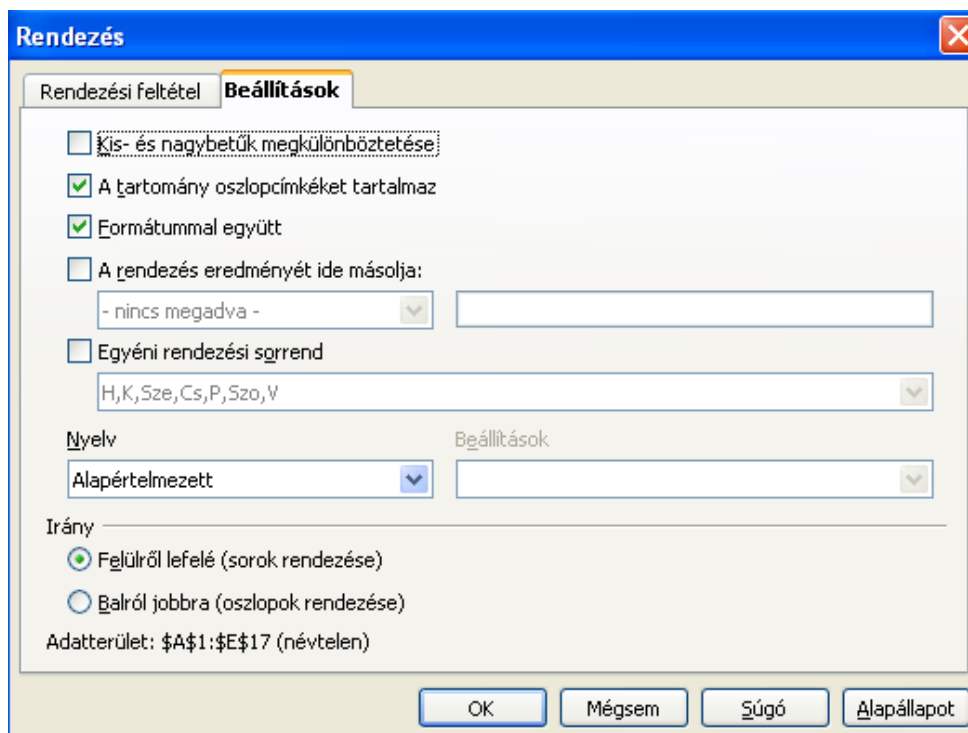 Rendezés
Rendezési feltétel Beállítások
Kis- és nagybetűk megkülönböztetése
A tartomány oszlopcímkéket tartalmaz
Formátummal együtt
A rendezés eredményét ide másolja:
- nincs megadva -
Egyéni rendezési sorrend
H,K,Sze,Cs,P,Szo,V
Nyelv Beállítások
Alapértelmezett
Irány
Felülről lefelé (sorok rendezése)
Balról jobbra (oszlopok rendezése)
Adatterület: $A$1:$E$17 (névtelen)
OK Mégsem Súgó Alapállapot